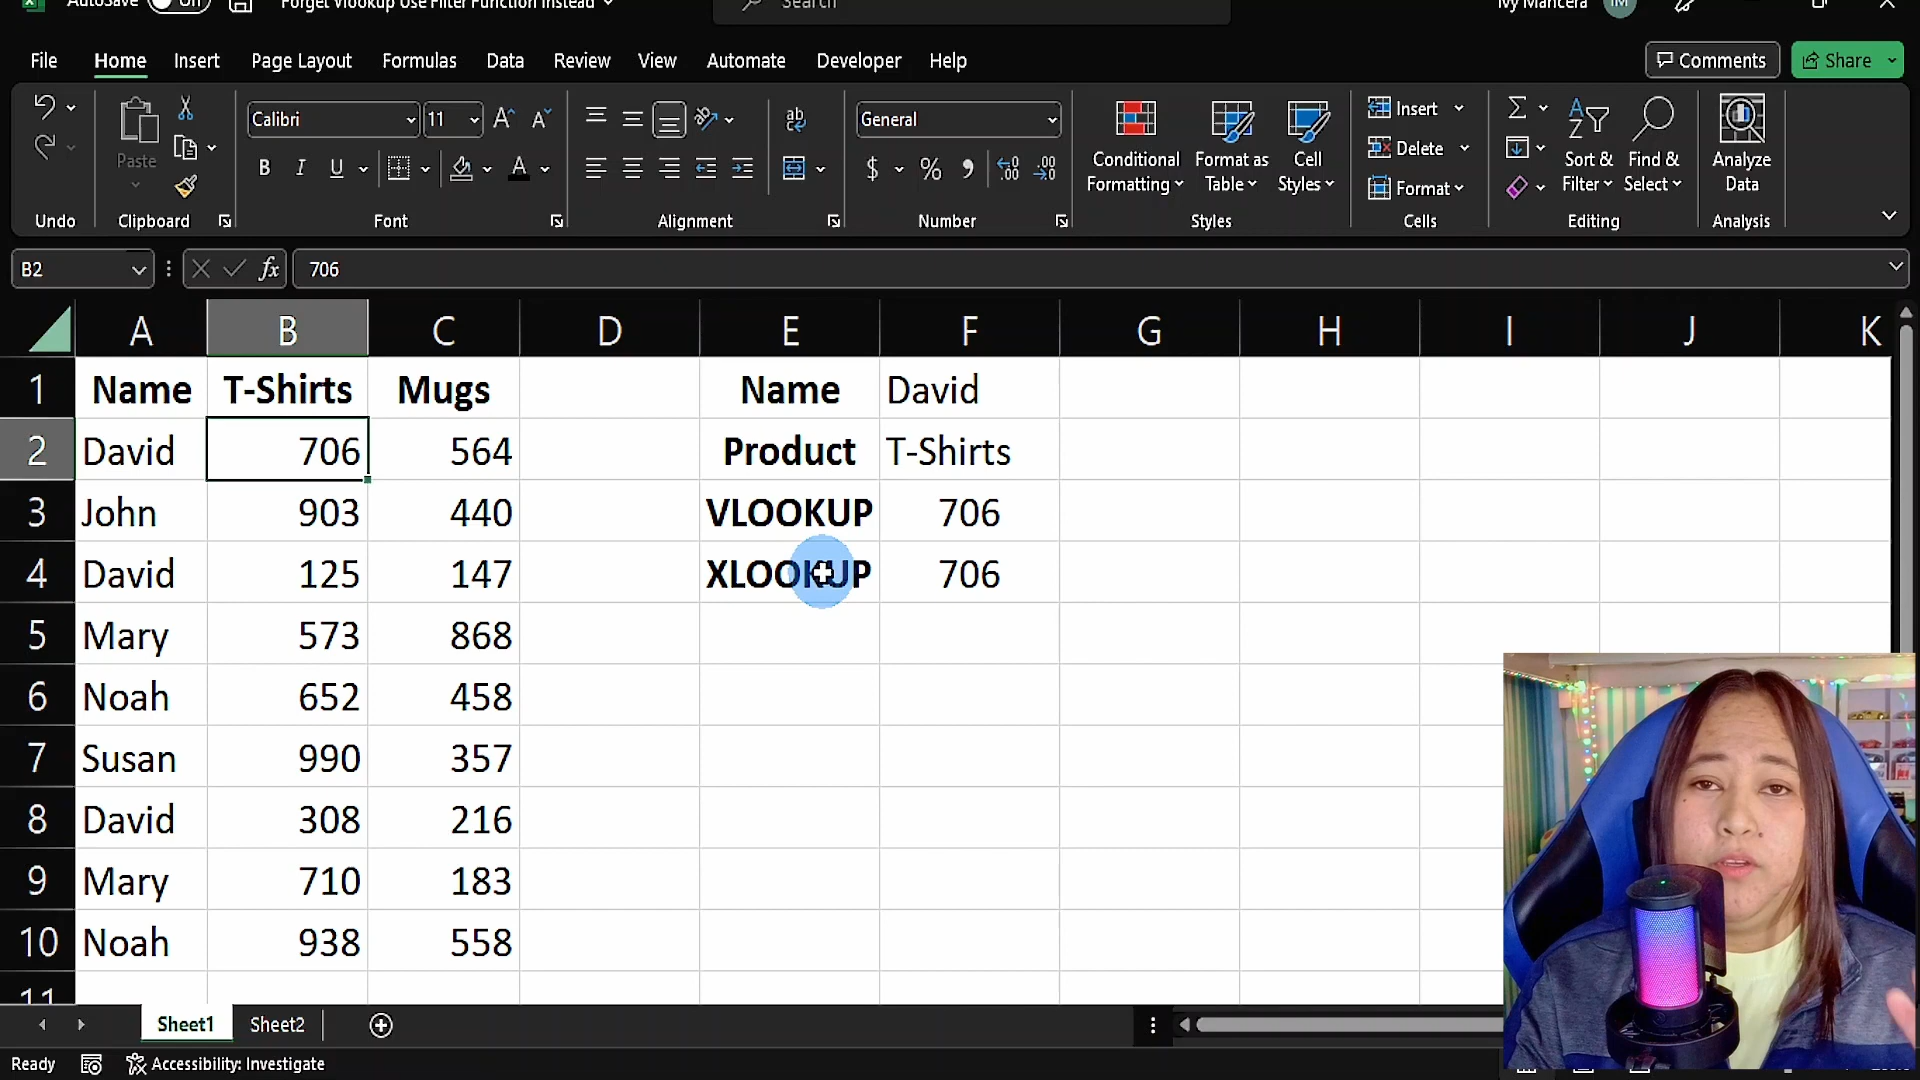 AutoSave Off Forget Vlookup Use Filter Function Instead Search Ivy Mancera IM
File Home Insert Page Layout Formulas Data Review View Automate Developer Help Comments Share
Paste Calibri 11 General Conditional Formatting Format as Table Cell Styles Insert Delete Format Sort & Filter Find & Select Analyze Data
Undo Clipboard Font Alignment Number Styles Cells Editing Analysis
B2 fx 706
A B C D E F G H I J K
1 Name T-Shirts Mugs Name David
2 David 706 564 Product T-Shirts
3 John 903 440 VLOOKUP 706
4 David 125 147 XLOOKUP 706
5 Mary 573 868
6 Noah 652 458
7 Susan 990 357
8 David 308 216
9 Mary 710 183
10 Noah 938 558
11
Sheet1 Sheet2
Ready Accessibility: Investigate